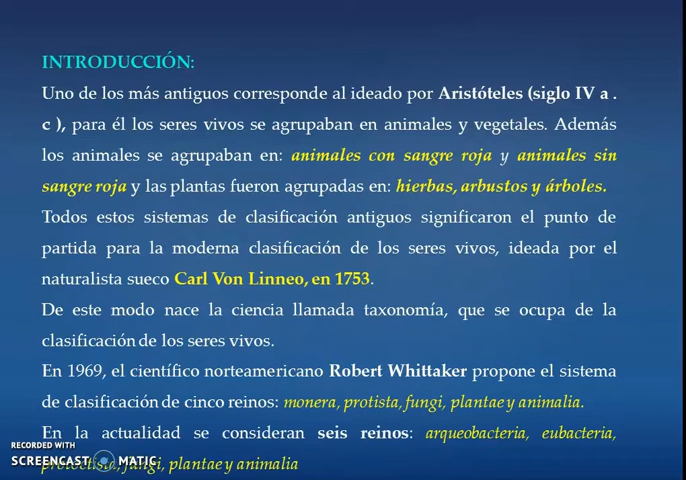 INTRODUCCIÓN:
Uno de los más antiguos corresponde al ideado por Aristóteles (siglo IV a .
c ), para él los seres vivos se agrupaban en animales y vegetales. Además
los animales se agrupaban en: animales con sangre roja y animales sin
sangre roja y las plantas fueron agrupadas en: hierbas, arbustos y árboles.
Todos estos sistemas de clasificación antiguos significaron el punto de
partida para la moderna clasificación de los seres vivos, ideada por el
naturalista sueco Carl Von Linneo, en 1753.
De este modo nace la ciencia llamada taxonomía, que se ocupa de la
clasificación de los seres vivos.
En 1969, el científico norteamericano Robert Whittaker propone el sistema
de clasificación de cinco reinos: monera, protista, fungi, plantae y animalia.
En la actualidad se consideran seis reinos: arqueobacteria, eubacteria,
fungi, plantae y animalia
RECORDED WITH
SCREENCAST MATIC